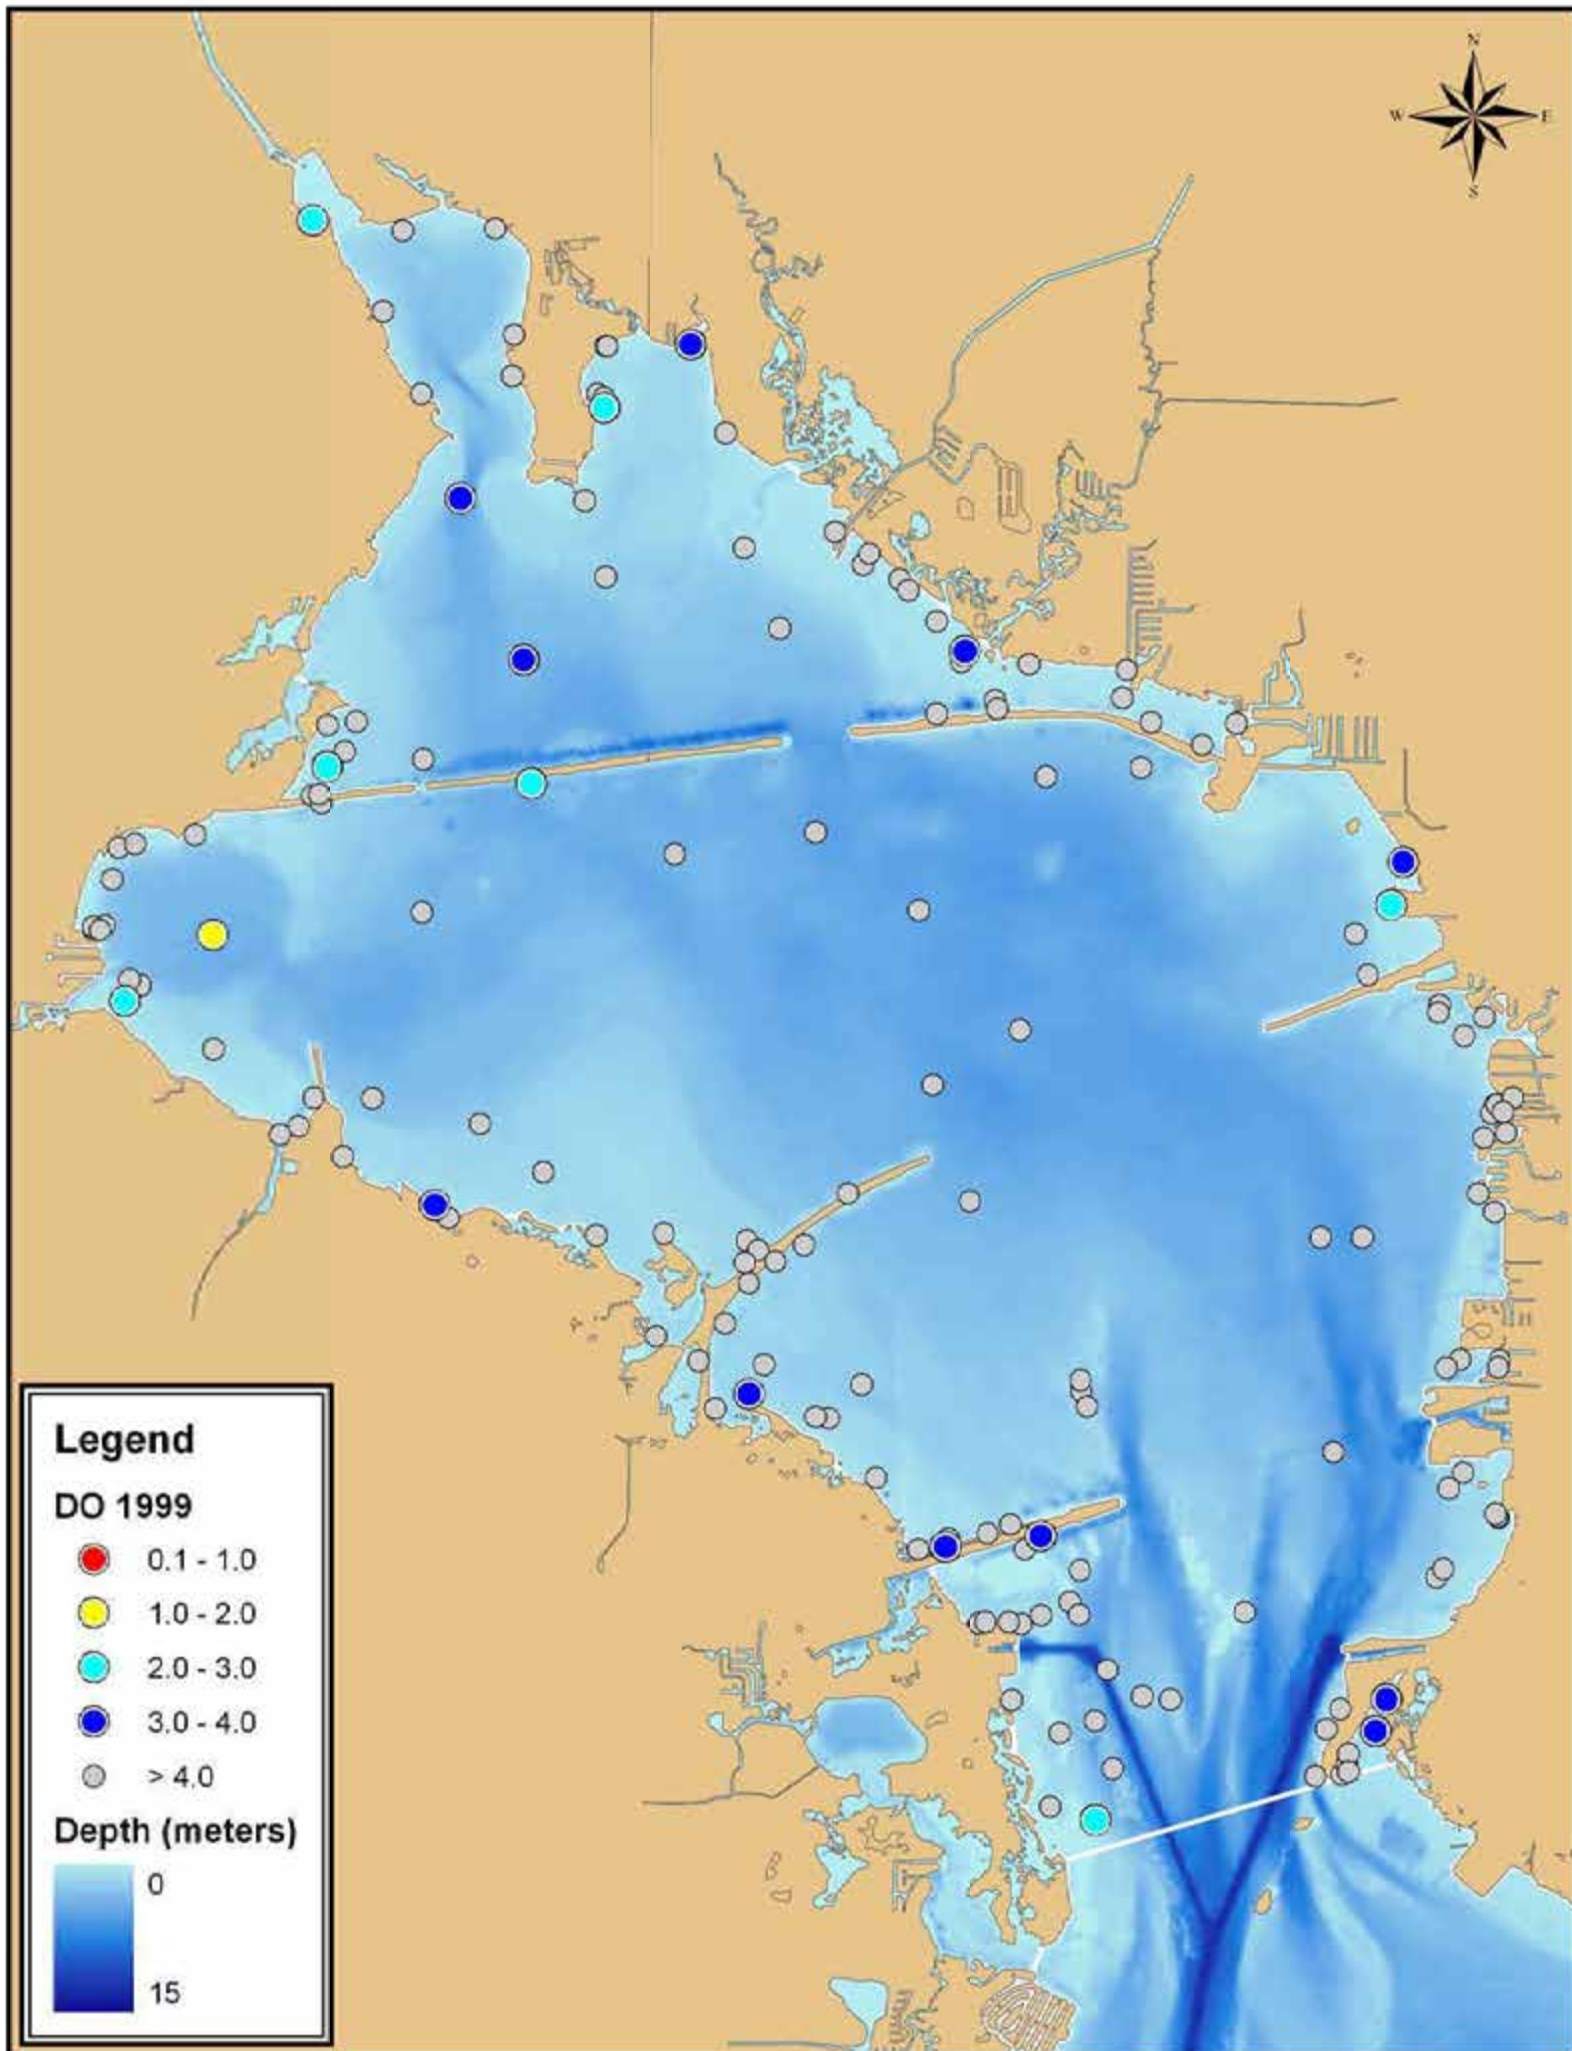 N
W E
S
Legend
DO 1999
0.1 - 1.0
1.0 - 2.0
2.0 - 3.0
3.0 - 4.0
> 4.0
Depth (meters)
0
15